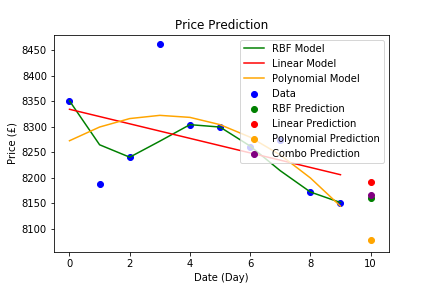 Price Prediction
8450
8400
8350
8300
8250
8200
8150
8100
Price (£)
RBF Model
Linear Model
Polynomial Model
Data
RBF Prediction
Linear Prediction
Polynomial Prediction
Combo Prediction
0
2
4
6
8
10
Date (Day)